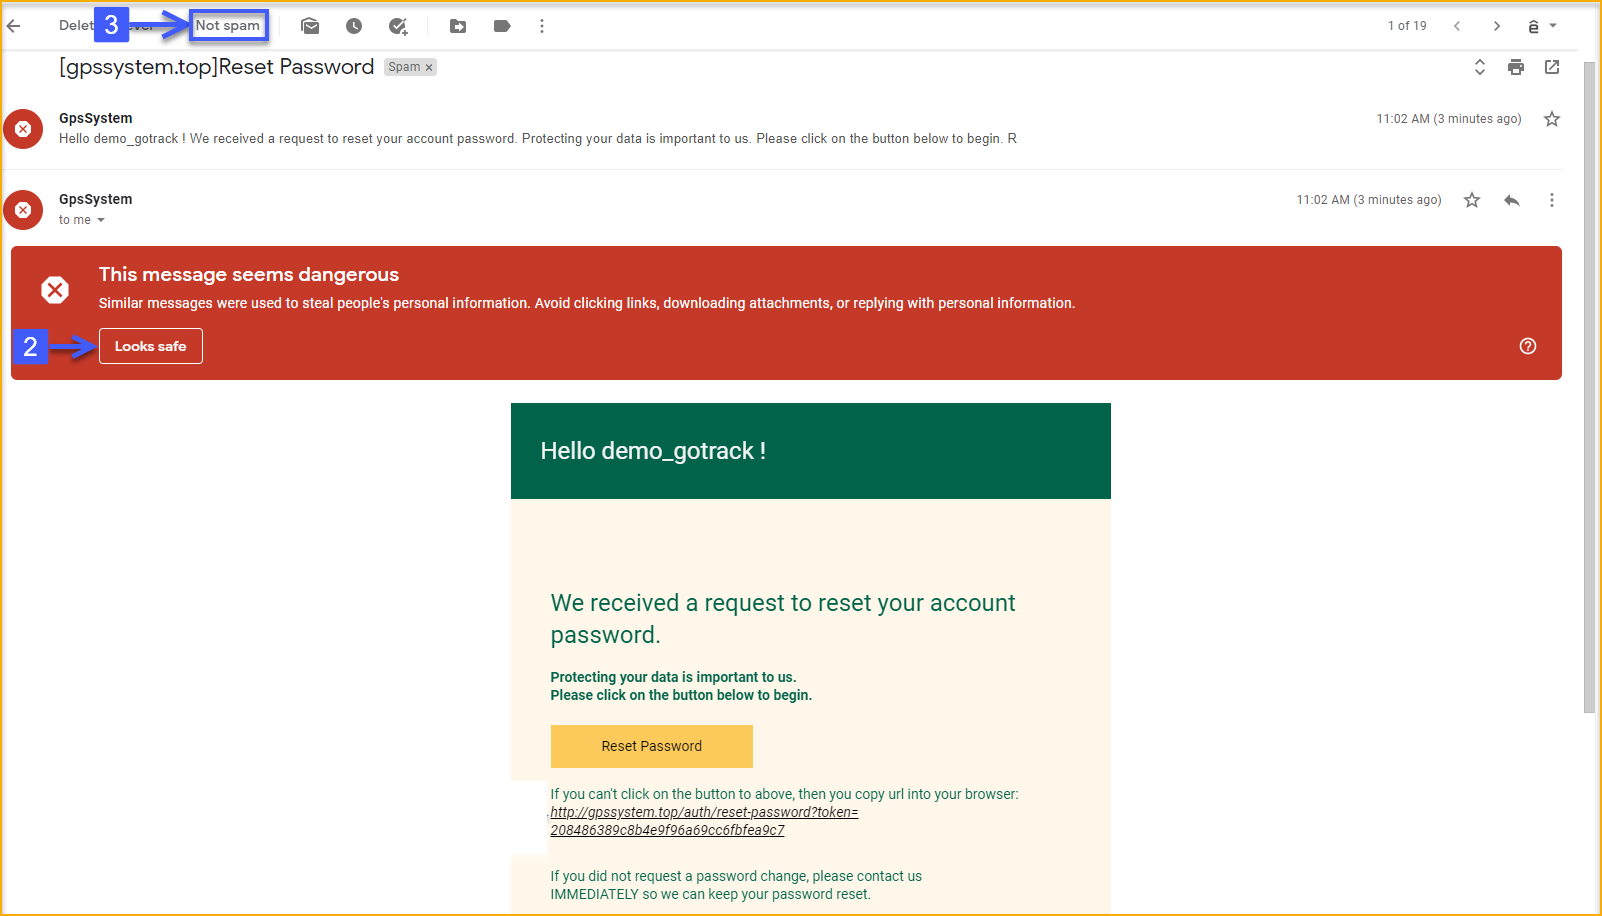 Delet
3
ever
Not spam
1 of 19
ê
[gpssystem.top]Reset Password
Spam ×
GpsSystem
11:02 AM (3 minutes ago)
Hello demo_gotrack ! We received a request to reset your account password. Protecting your data is important to us. Please click on the button below to begin. R
GpsSystem
11:02 AM (3 minutes ago)
to me
This message seems dangerous
Similar messages were used to steal people's personal information. Avoid clicking links, downloading attachments, or replying with personal information.
2
Looks safe
Hello demo_gotrack !
We received a request to reset your account
password.
Protecting your data is important to us.
Please click on the button below to begin.
Reset Password
If you can't click on the button to above, then you copy url into your browser:
http://gpssystem.top/auth/reset-password?token=
208486389c8b4e9f96a69cc6fbfea9c7
If you did not request a password change, please contact us
IMMEDIATELY so we can keep your password reset.